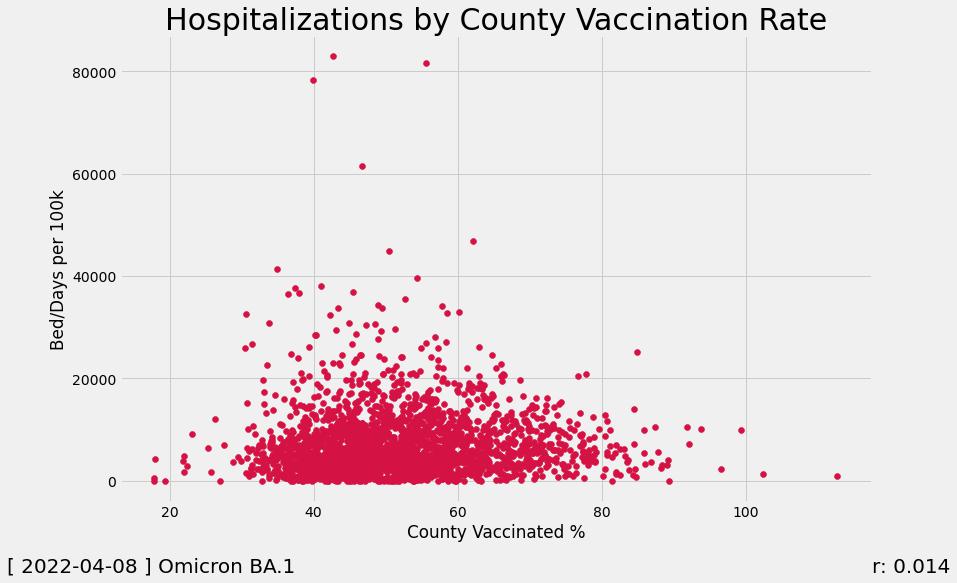 Hospitalizations by County Vaccination Rate
Bed/Days per 100k
80000
60000
40000
20000
0
20 40 60 80 100
County Vaccinated %
[ 2022-04-08 ] Omicron BA.1
r: 0.014